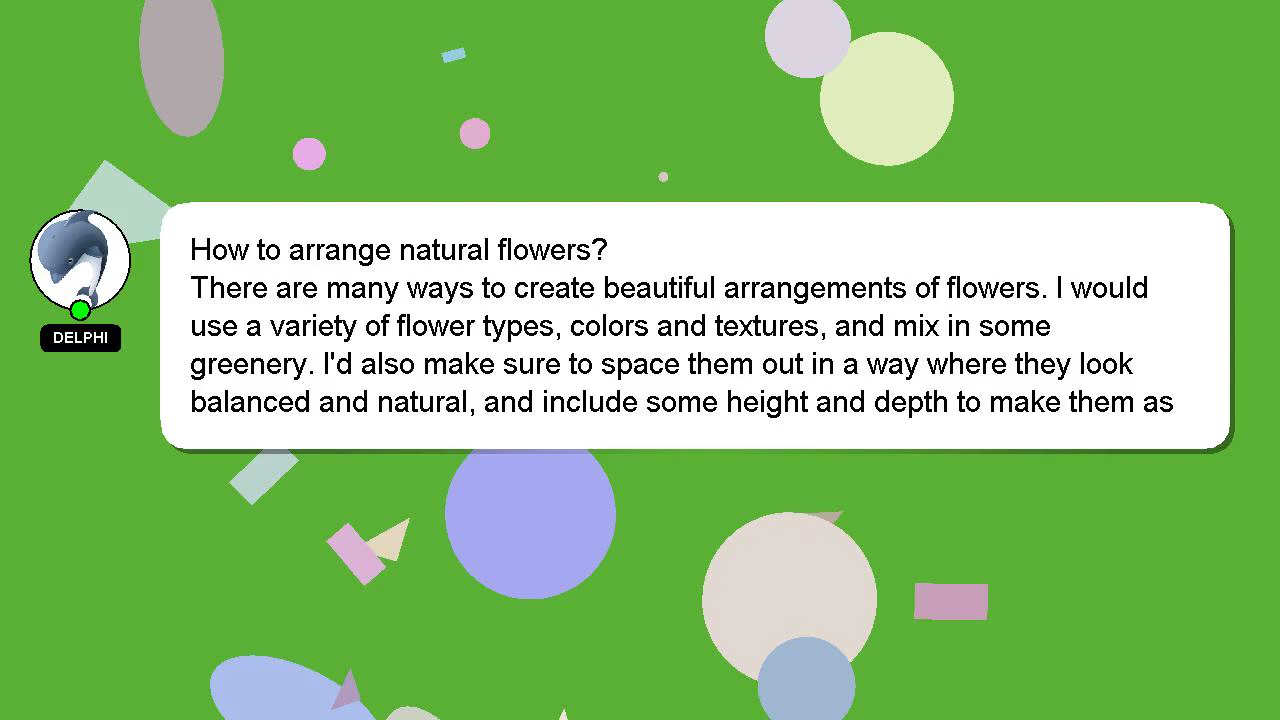 How to arrange natural flowers?
There are many ways to create beautiful arrangements of flowers. I would
use a variety of flower types, colors and textures, and mix in some
greenery. I'd also make sure to space them out in a way where they look
balanced and natural, and include some height and depth to make them as
DELPHI